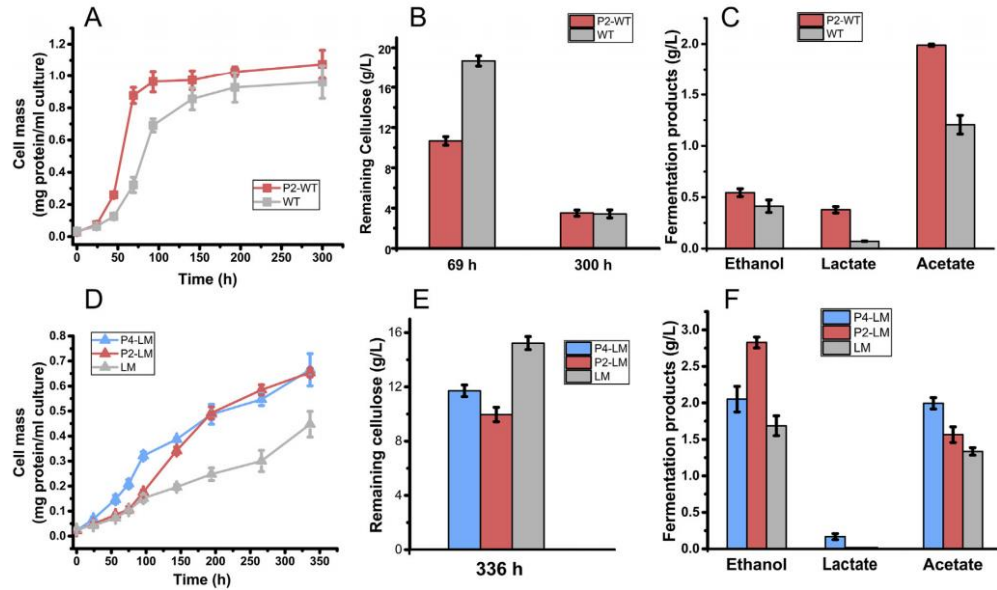 A
Cell mass
(mg protein/ml culture)
1.2
1.0
0.8
0.6
0.4
0.2
0.0
P2-WT
WT
0 50 100 150 200 250 300
Time (h)
B
Remaining Cellulose (g/L)
20
16
12
8
4
0
P2-WT
WT
69 h 300 h
C
Fermentation products (g/L)
2.0
1.5
1.0
0.5
0.0
P2-WT
WT
Ethanol Lactate Acetate
D
Cell mass
(mg protein/ml culture)
0.8
0.7
0.6
0.5
0.4
0.3
0.2
0.1
0.0
P4-LM
P2-LM
LM
0 50 100 150 200 250 300 350
Time (h)
E
Remaining cellulose (g/L)
16
12
8
4
0
P4-LM
P2-LM
LM
336 h
F
Fermentation products (g/L)
3.0
2.5
2.0
1.5
1.0
0.5
0.0
P4-LM
P2-LM
LM
Ethanol Lactate Acetate